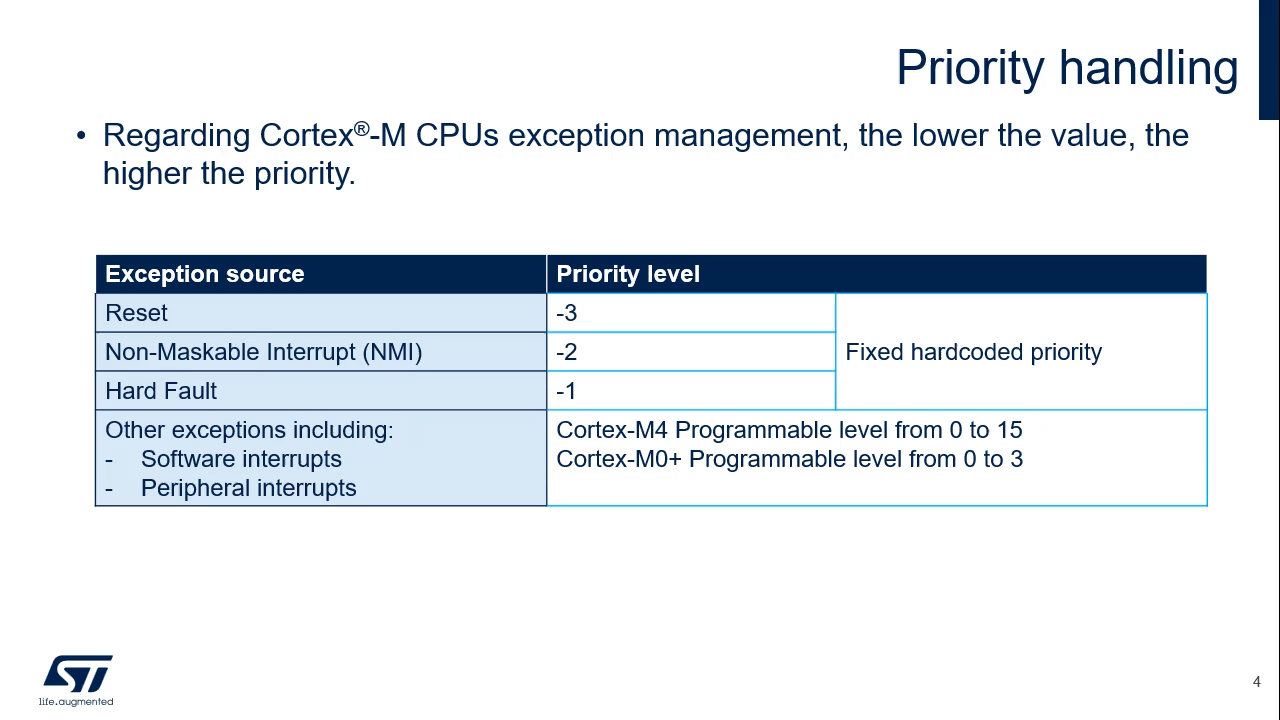 Priority handling
• Regarding Cortex®-M CPUs exception management, the lower the value, the
higher the priority.
Exception source Priority level
Reset -3
Non-Maskable Interrupt (NMI) -2 Fixed hardcoded priority
Hard Fault -1
Other exceptions including: Cortex-M4 Programmable level from 0 to 15
- Software interrupts Cortex-M0+ Programmable level from 0 to 3
- Peripheral interrupts
ST
life.augmented
4